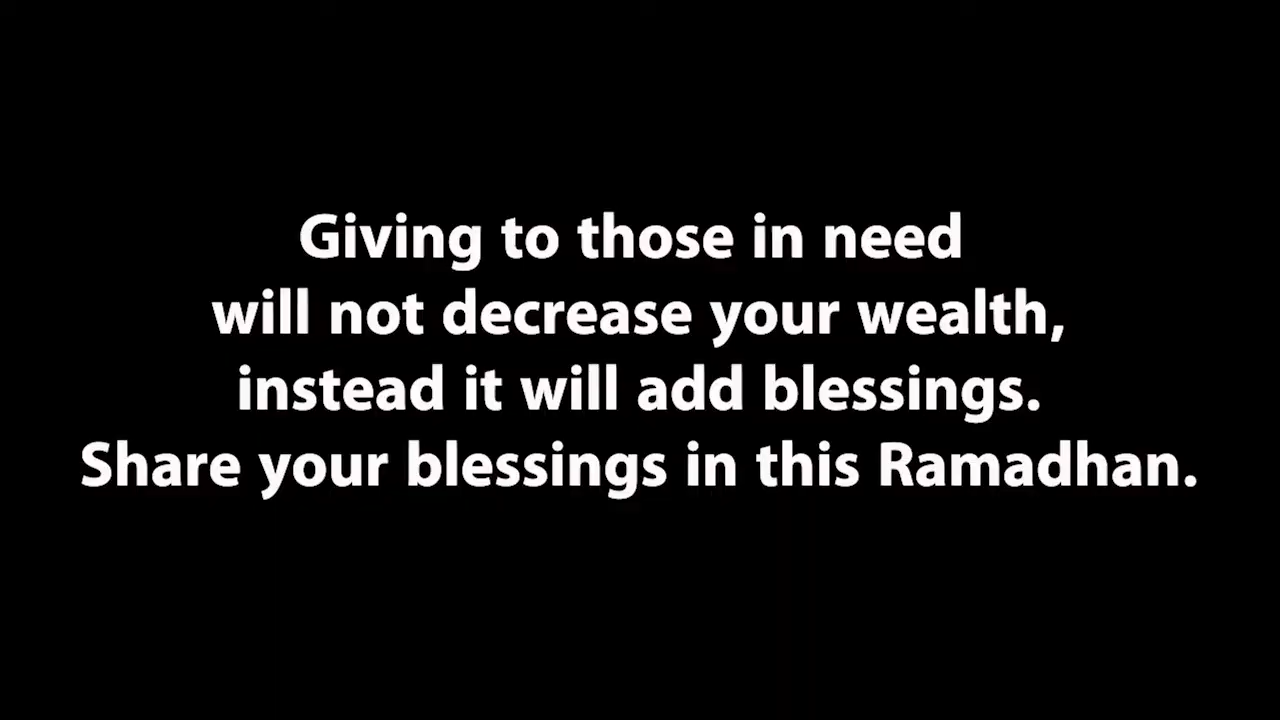 Giving to those in need
will not decrease your wealth,
instead it will add blessings.
Share your blessings in this Ramadhan.